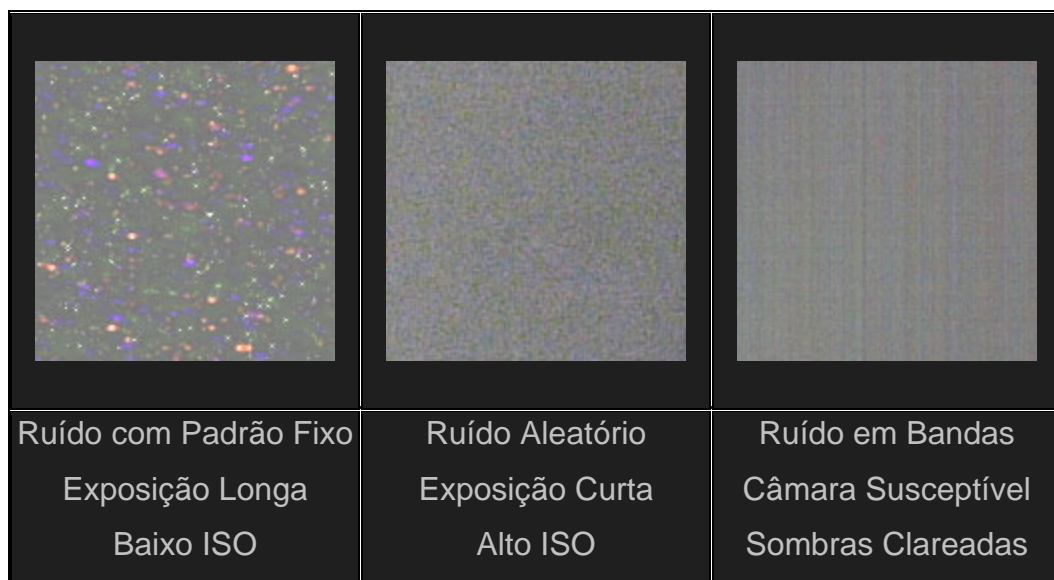 Ruído com Padrão Fixo
Exposição Longa
Baixo ISO
Ruído Aleatório
Exposição Curta
Alto ISO
Ruído em Bandas
Câmara Susceptível
Sombras Clareadas